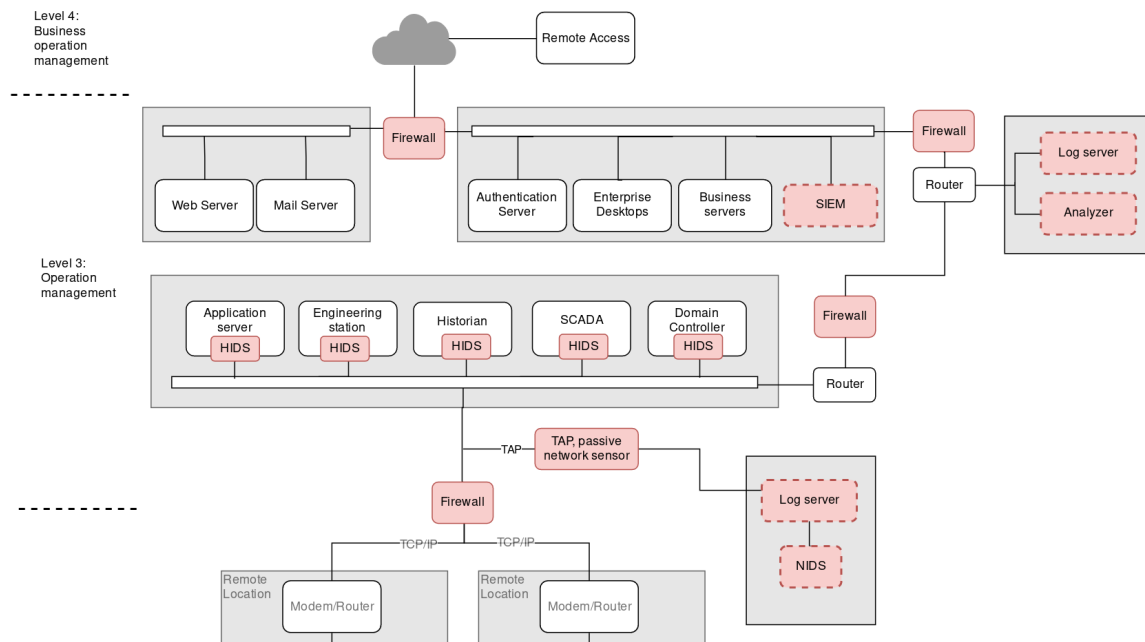 Level 4:
Business
operation
management
Remote Access
Firewall
Firewall
Web Server
Mail Server
Authentication
Server
Enterprise
Desktops
Business
servers
SIEM
Router
Log server
Analyzer
Level 3:
Operation
management
Application
server
HIDS
Engineering
station
HIDS
Historian
HIDS
SCADA
HIDS
Domain
Controller
HIDS
Firewall
Router
TAP
TAP, passive
network sensor
Firewall
Log server
NIDS
TCP/IP
TCP/IP
Remote
Location
Modem/Router
Remote
Location
Modem/Router